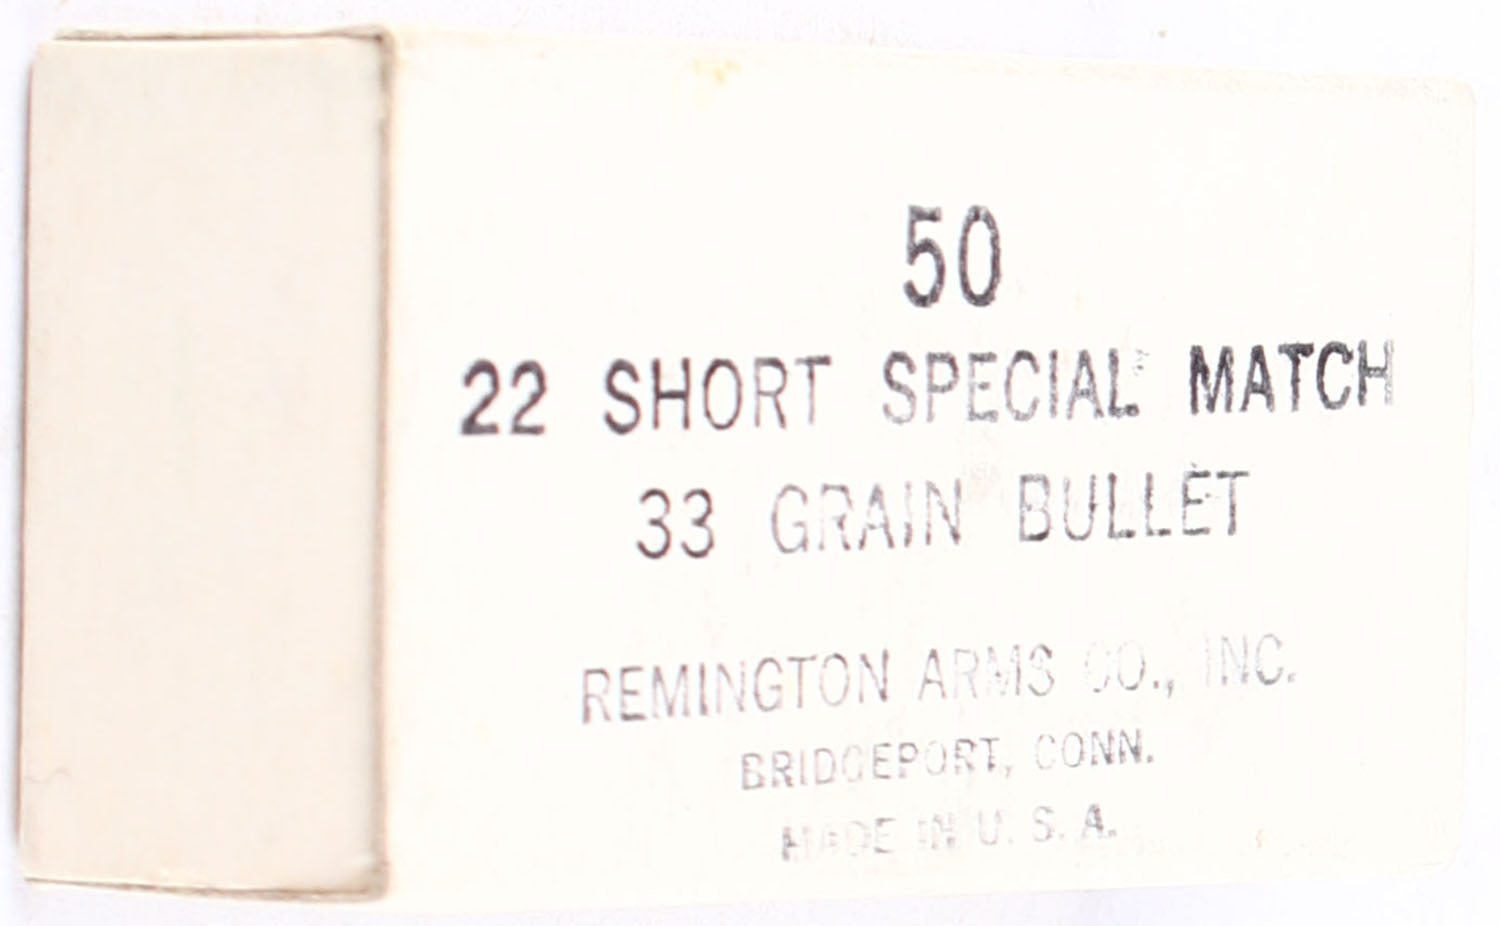 50
22 SHORT SPECIAL MATCH
33 GRAIN BULLET
REMINGTON ARMS CO., INC.
BRIDGEPORT, CONN.
MADE IN U. S. A.